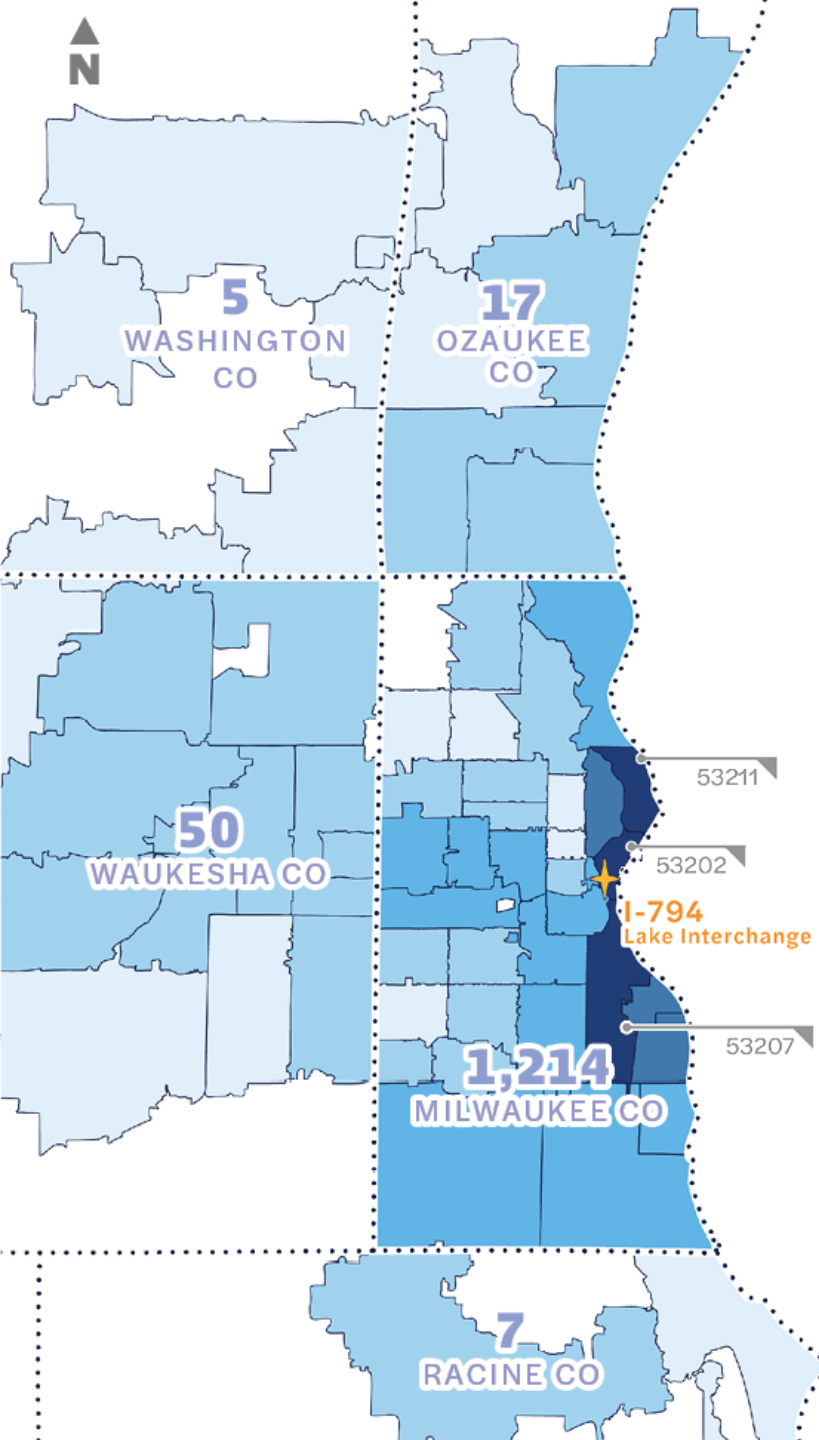 N
5
WASHINGTON
CO
17
OZAUKEE
CO
50
WAUKESHA CO
53211
53202
I-794
Lake Interchange
53207
1,214
MILWAUKEE CO
7
RACINE CO